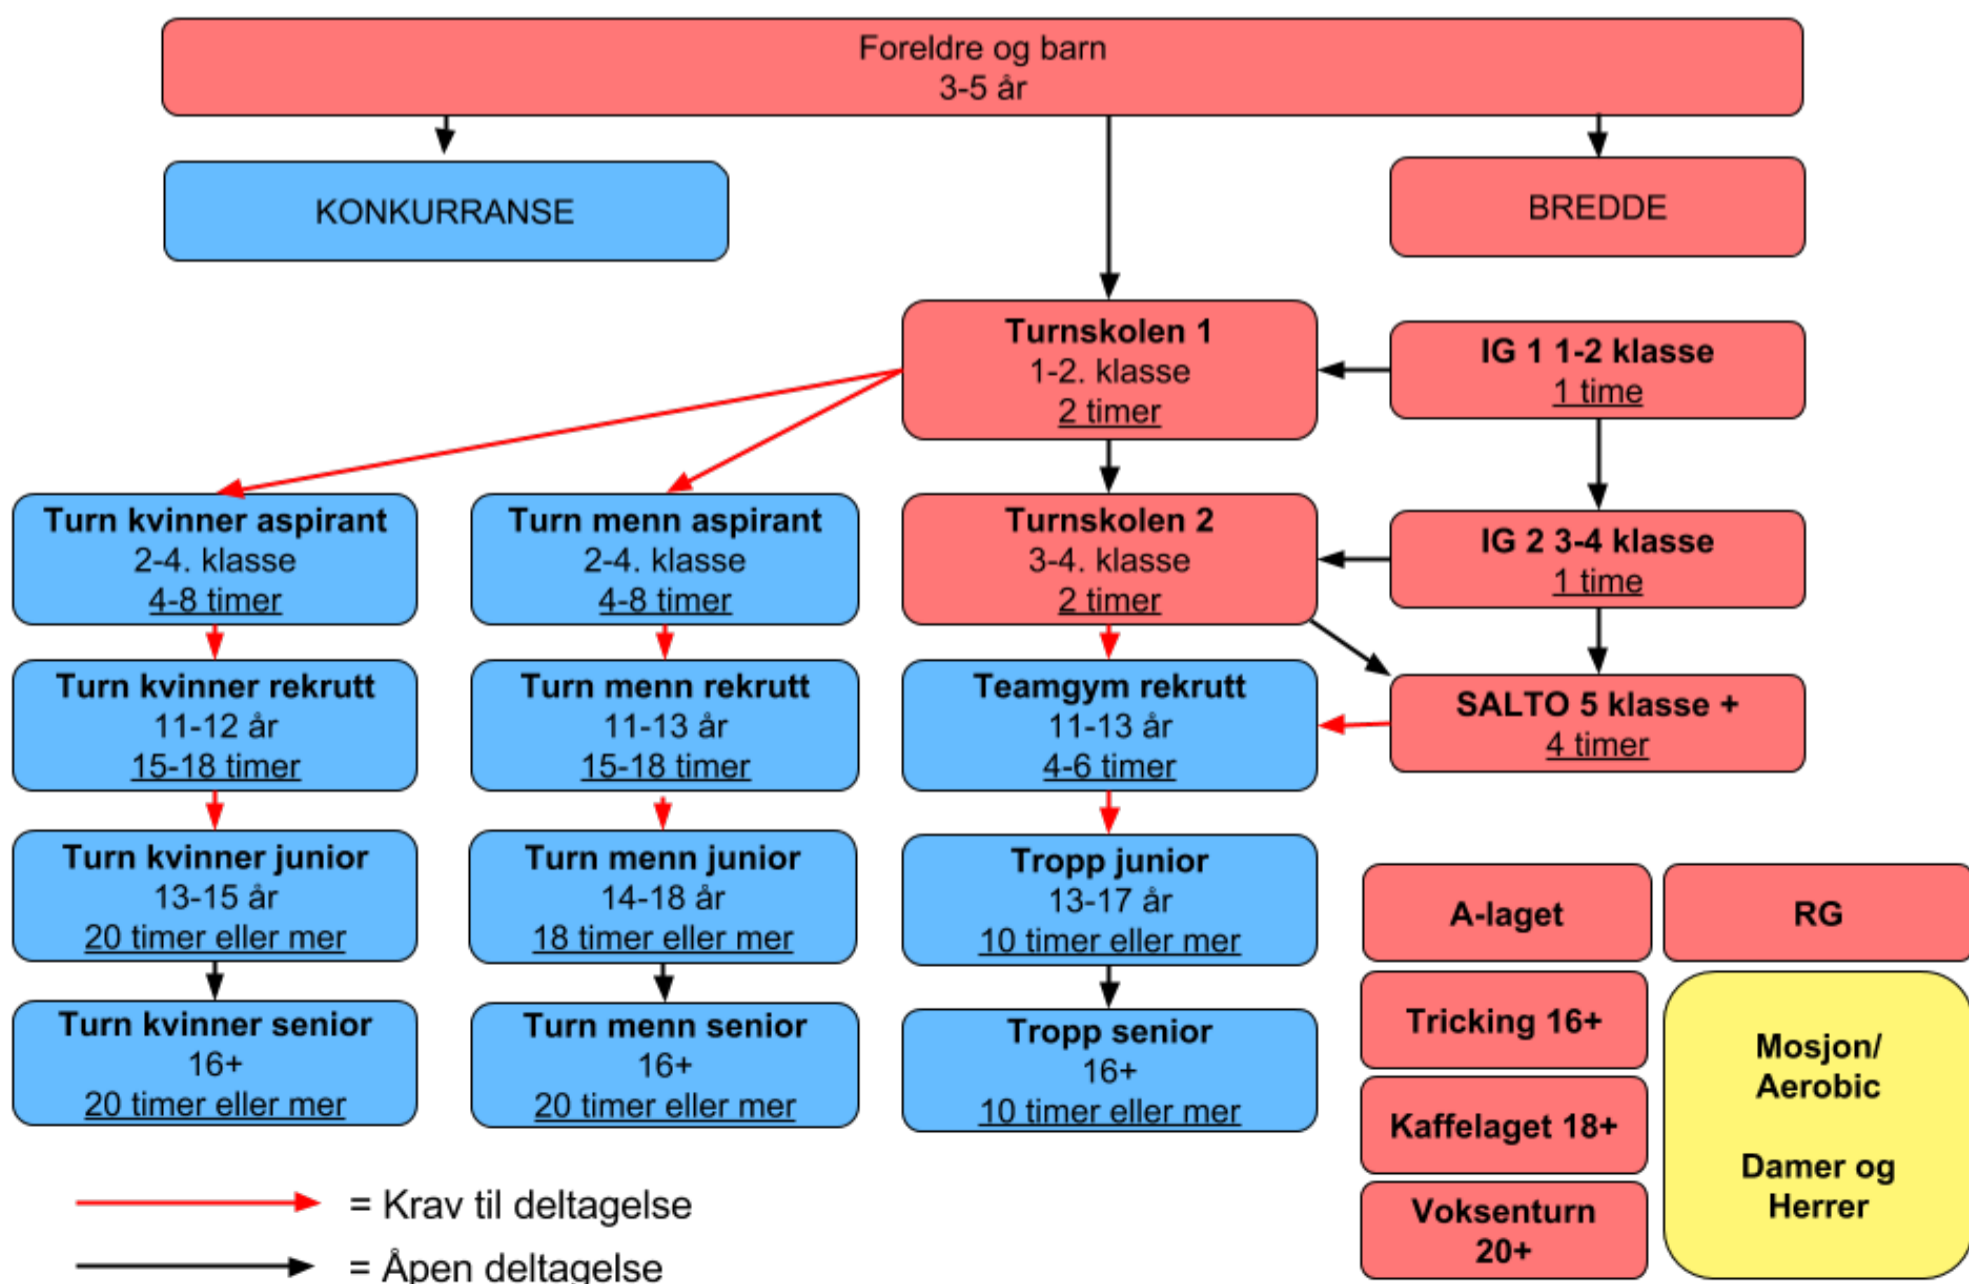 Foreldre og barn
3-5 år
KONKURRANSE
BREDDE
Turnskolen 1
1-2. klasse
2 timer
IG 1 1-2 klasse
1 time
Turn kvinner aspirant
2-4. klasse
4-8 timer
Turn menn aspirant
2-4. klasse
4-8 timer
Turnskolen 2
3-4. klasse
2 timer
IG 2 3-4 klasse
1 time
Turn kvinner rekrutt
11-12 år
15-18 timer
Turn menn rekrutt
11-13 år
15-18 timer
Teamgym rekrutt
11-13 år
4-6 timer
SALTO 5 klasse +
4 timer
Turn kvinner junior
13-15 år
20 timer eller mer
Turn menn junior
14-18 år
18 timer eller mer
Tropp junior
13-17 år
10 timer eller mer
A-laget
RG
Turn kvinner senior
16+
20 timer eller mer
Turn menn senior
16+
20 timer eller mer
Tropp senior
16+
10 timer eller mer
Tricking 16+
Kaffelaget 18+
Voksenturn
20+
Mosjon/
Aerobic
Damer og
Herrer
= Krav til deltagelse
= Åpen deltagelse